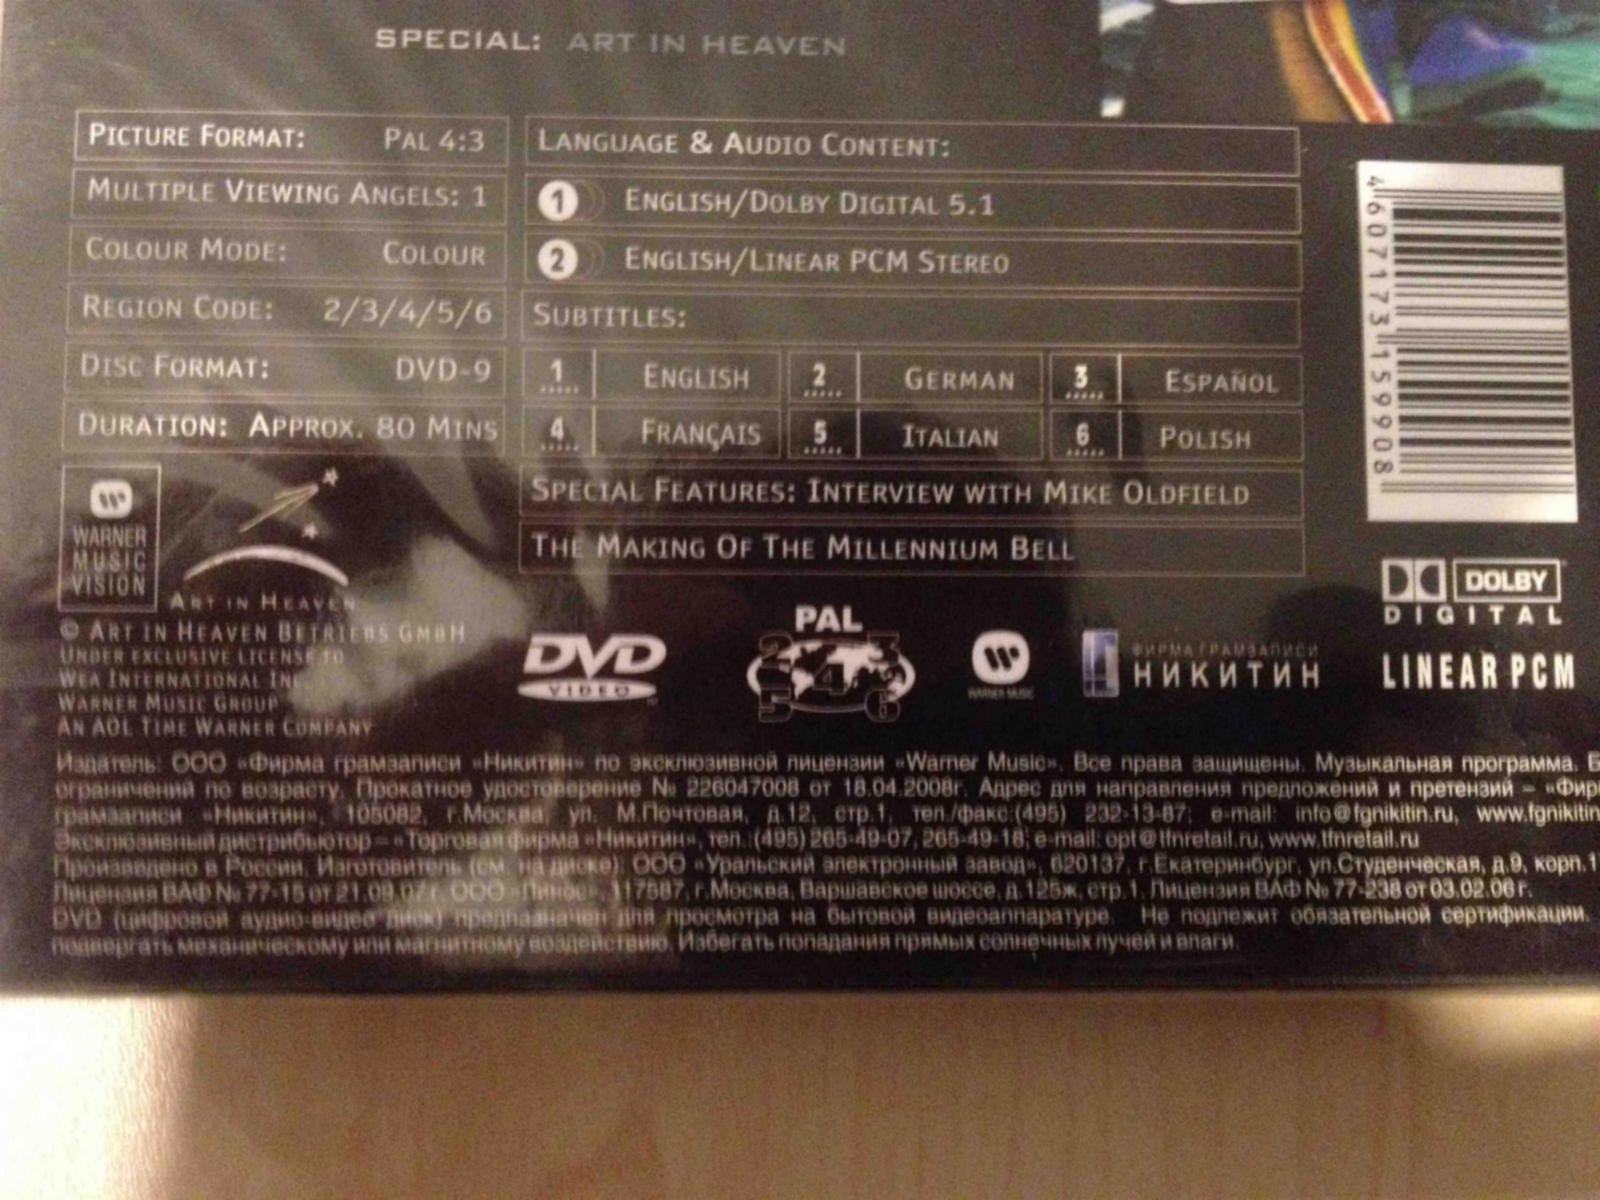 SPECIAL: ART IN HEAVEN
PICTURE FORMAT: PAL 4:3
MULTIPLE VIEWING ANGELS: 1
COLOUR MODE: COLOUR
REGION CODE: 2/3/4/5/6
DISC FORMAT: DVD-9
DURATION: APPROX. 80 MINS
LANGUAGE & AUDIO CONTENT:
1 ENGLISH/DOLBY DIGITAL 5.1
2 ENGLISH/LINEAR PCM STEREO
SUBTITLES:
1 ENGLISH 2 GERMAN 3 ESPAÑOL
4 FRANÇAIS 5 ITALIAN 6 POLISH
SPECIAL FEATURES: INTERVIEW WITH MIKE OLDFIELD
THE MAKING OF THE MILLENNIUM BELL
4 607173 159908
WARNER
MUSIC
VISION
ART IN HEAVEN
© ART IN HEAVEN BETRIEBS GMBH
UNDER EXCLUSIVE LICENSE TO
WEA INTERNATIONAL INC
WARNER MUSIC GROUP
AN AOL TIME WARNER COMPANY
DVD
VIDEO
PAL
2 3
4
5 6
WARNER MUSIC
ФИРМА ГРАМЗАПИСИ
НИКИТИН
DOLBY
DIGITAL
LINEAR PCM
Издатель: ООО «Фирма грамзаписи «Никитин» по эксклюзивной лицензии «Warner Music». Все права защищены. Музыкальная программа. Б
ограничений по возрасту. Прокатное удостоверение № 226047008 от 18.04.2008г. Адрес для направления предложений и претензий – «Фир
грамзаписи «Никитин», 105082, г.Москва, ул. М.Почтовая, д.12, стр.1, тел./факс:(495) 232-13-87; e-mail: info@fgnikitin.ru, www.fgnikitin
Эксклюзивный дистрибьютор – «Торговая фирма «Никитин», тел.:(495) 265-49-07, 265-49-18; e-mail: opt@tfnretail.ru, www.tfnretail.ru
Произведено в России. Изготовитель (см. на диске): ООО «Уральский электронный завод», 620137, г.Екатеринбург, ул.Студенческая, д.9, корп.1
Лицензия ВАФ № 77-15 от 21.09.07 г. ООО 117587, г.Москва, Варшавское шоссе, д.125ж, стр.1. Лицензия ВАФ № 77-238 от 03.02.06 г.
DVD (цифровой аудио-видео диск) предназначен для просмотра на бытовой видеоаппаратуре. Не подлежит обязательной сертификации.
подвергать механическому или магнитному воздействию. Избегать попадания прямых солнечных лучей и влаги.